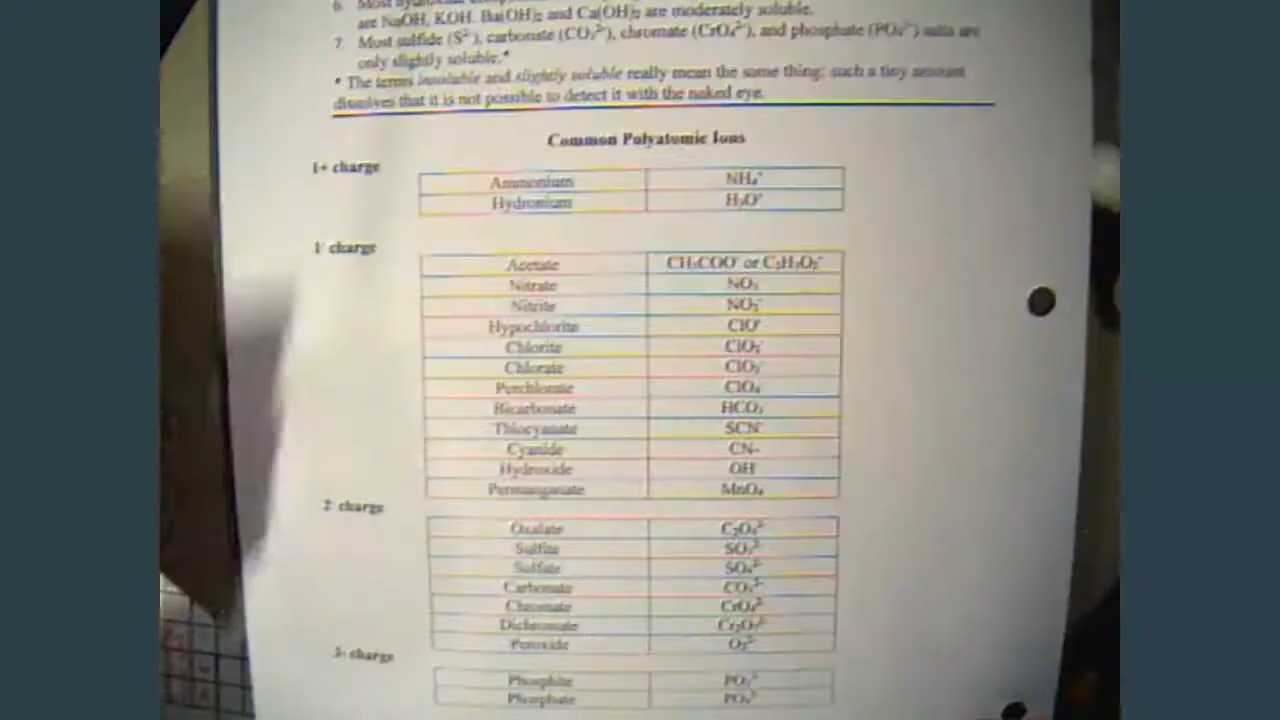 are NaOH, KOH, Ba(OH)₂ and Ca(OH)₂ are moderately soluble.
7. Most sulfide (S²⁻), carbonate (CO₃²⁻), chromate (CrO₄²⁻), and phosphate (PO₄³⁻) salts are
only slightly soluble.*
* The terms insoluble and slightly soluble really mean the same thing: such a tiny amount
dissolves that it is not possible to detect it with the naked eye.
Common Polyatomic Ions
1+ charge
Ammonium NH₄⁺
Hydronium H₃O⁺
1⁻ charge
Acetate CH₃COO⁻ or C₂H₃O₂⁻
Nitrate NO₃⁻
Nitrite NO₂⁻
Hypochlorite ClO⁻
Chlorite ClO₂⁻
Chlorate ClO₃⁻
Perchlorate ClO₄⁻
Bicarbonate HCO₃⁻
Thiocyanate SCN⁻
Cyanide CN-
Hydroxide OH⁻
Permanganate MnO₄⁻
2⁻ charge
Oxalate C₂O₄²⁻
Sulfite SO₃²⁻
Sulfate SO₄²⁻
Carbonate CO₃²⁻
Chromate CrO₄²⁻
Dichromate Cr₂O₇²⁻
Peroxide O₂²⁻
3- charge
Phosphite PO₃³⁻
Phosphate PO₄³⁻